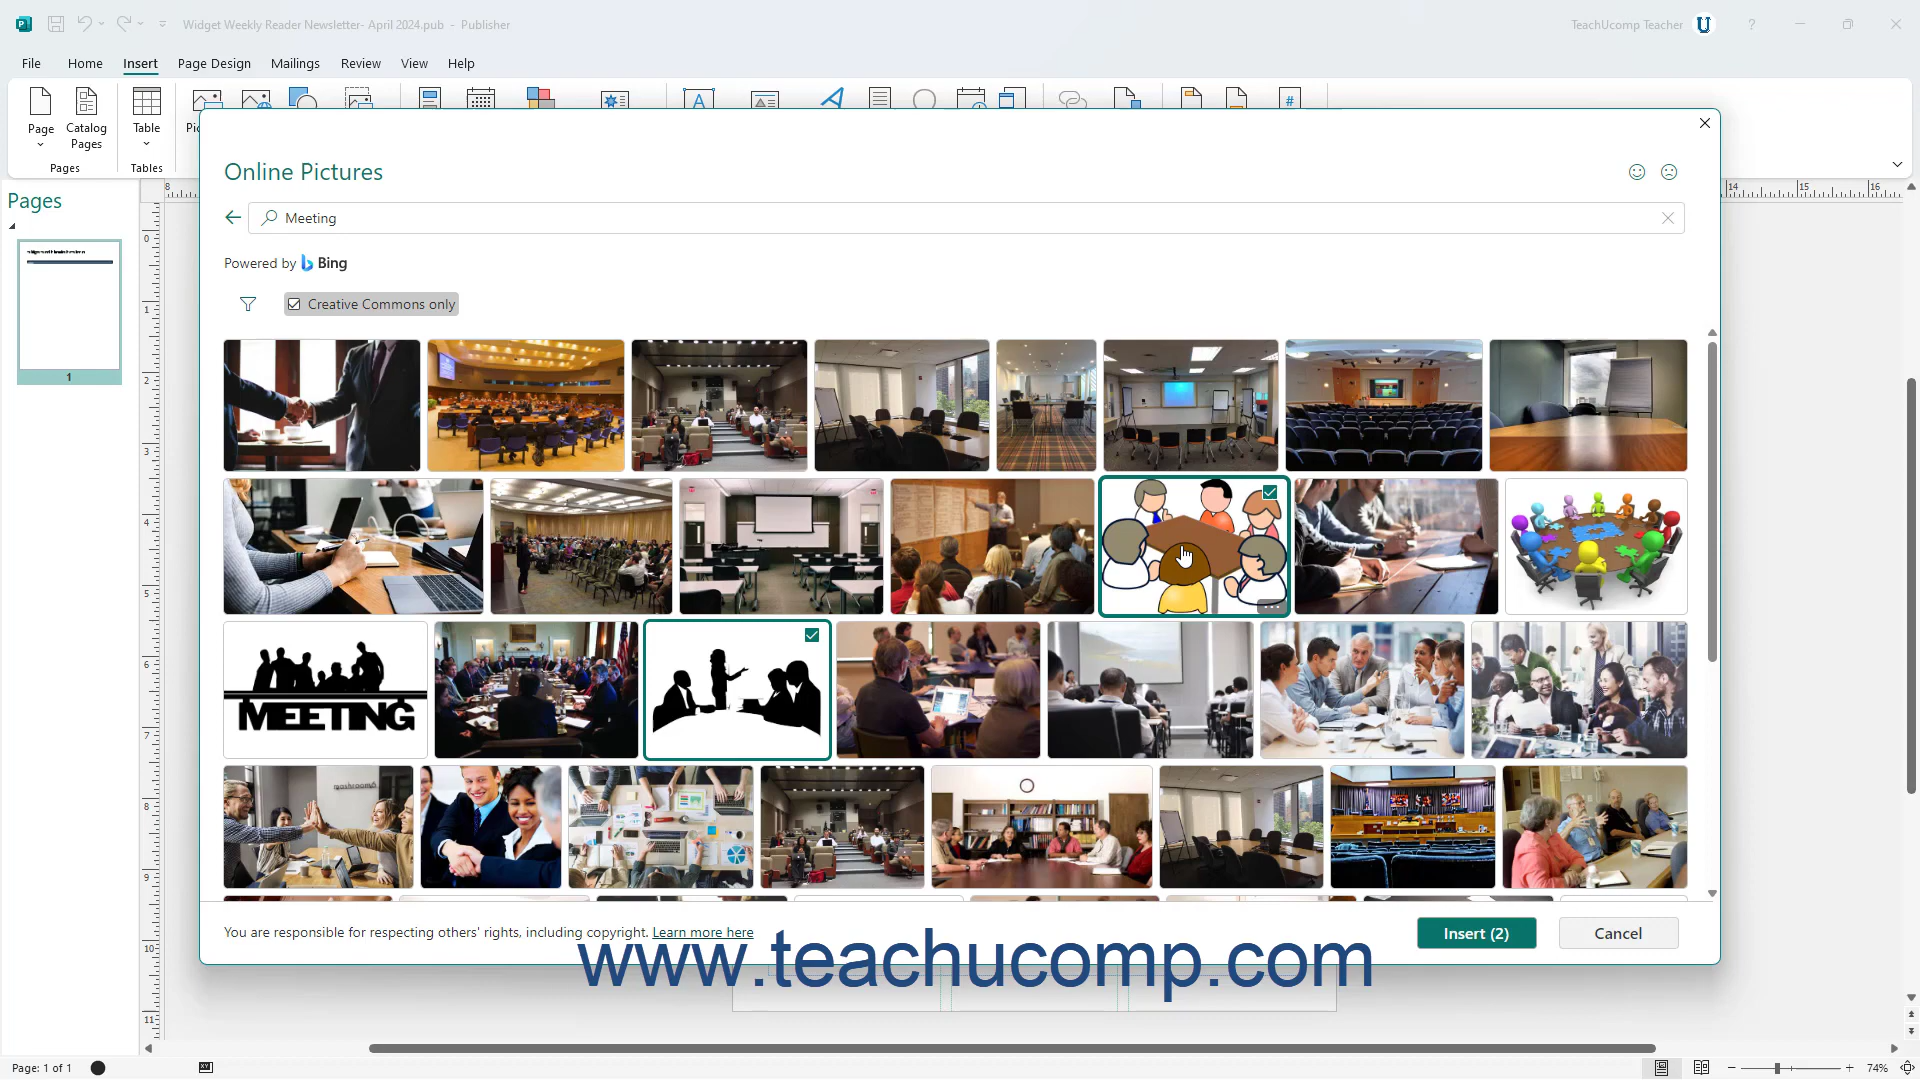 Widget Weekly Reader Newsletter- April 2024.pub - Publisher
TeachUcomp Teacher
File Home Insert Page Design Mailings Review View Help
Page
Catalog Pages
Table
Pages
Tables
Pages
1
Online Pictures
Meeting
Powered by Bing
Creative Commons only
MEETING
You are responsible for respecting others' rights, including copyright. Learn more here
Insert (2)
Cancel
www.teachucomp.com
Page: 1 of 1
74%